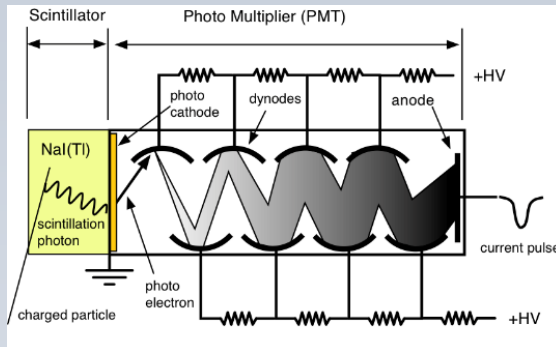 Scintillator
Photo Multiplier (PMT)
+HV
photo
cathode
dynodes
anode
NaI(Tl)
scintillation
photon
current pulse
photo
electron
charged particle
+HV